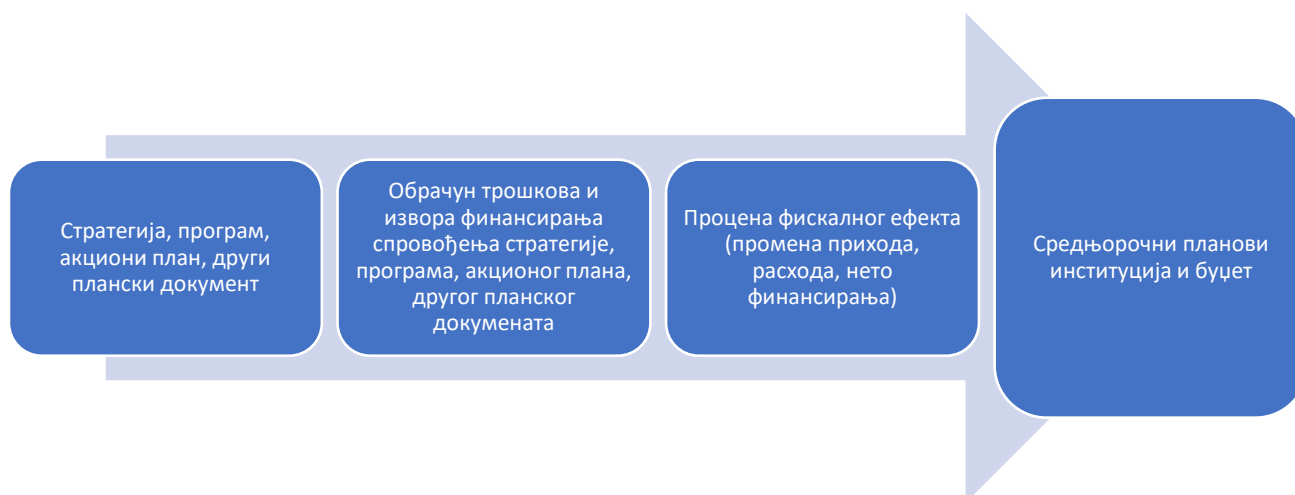 Стратегија, програм,
акциони план, други
плански документ
Обрачун трошкова и
извора финансирања
спровођења стратегије,
програма, акционог плана,
другог планског
документа
Процена фискалног ефекта
(промена прихода,
расхода, нето
финансирања)
Средњорочни планови
институција и буџет